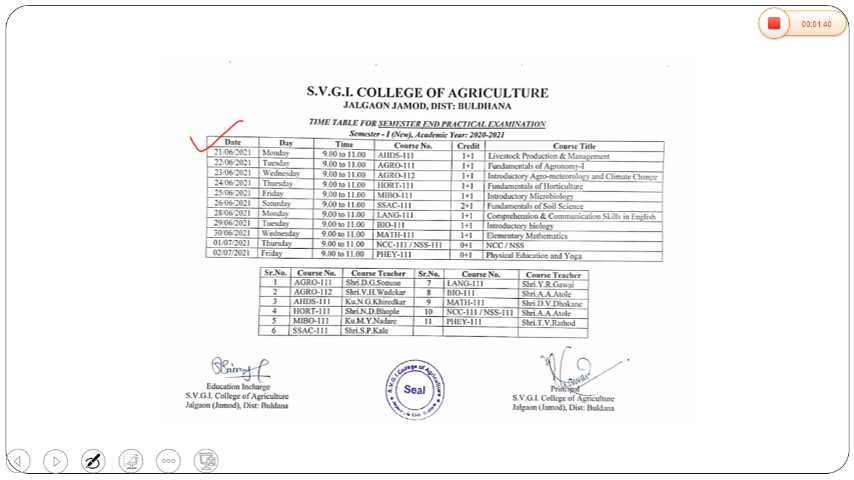 00:01:40
S.V.G.I. COLLEGE OF AGRICULTURE
JALGAON JAMOD, DIST: BULDHANA
TIME TABLE FOR SEMESTER END PRACTICAL EXAMINATION
Semester - I (New), Academic Year: 2020-2021
Date Day Time Course No. Credit Course Title
21/06/2021 Monday 9.00 to 11.00 AHDS-111 1+1 Livestock Production & Management
22/06/2021 Tuesday 9.00 to 11.00 AGRO-111 1+1 Fundamentals of Agronomy-I
23/06/2021 Wednesday 9.00 to 11.00 AGRO-112 1+1 Introductory Agro-meteorology and Climate Change
24/06/2021 Thursday 9.00 to 11.00 HORT-111 1+1 Fundamentals of Horticulture
25/06/2021 Friday 9.00 to 11.00 MIBO-111 1+1 Introductory Microbiology
26/06/2021 Saturday 9.00 to 11.00 SSAC-111 2+1 Fundamentals of Soil Science
28/06/2021 Monday 9.00 to 11.00 LANG-111 1+1 Comprehension & Communication Skills in English
29/06/2021 Tuesday 9.00 to 11.00 BIO-111 1+1 Introductory biology
30/06/2021 Wednesday 9.00 to 11.00 MATH-111 1+1 Elementary Mathematics
01/07/2021 Thursday 9.00 to 11.00 NCC-111 / NSS-111 0+1 NCC / NSS
02/07/2021 Friday 9.00 to 11.00 PHEY-111 0+1 Physical Education and Yoga
Sr.No. Course No. Course Teacher Sr.No. Course No. Course Teacher
1 AGRO-111 Shri.D.G.Sonune 7 LANG-111 Shri.Y.R.Gawai
2 AGRO-112 Shri.V.H.Wadekar 8 BIO-111 Shri.A.A.Atole
3 AHDS-111 Ku.N.G.Khirodkar 9 MATH-111 Shri.D.V.Dhokane
4 HORT-111 Shri.N.D.Bhople 10 NCC-111 / NSS-111 Shri.A.A.Atole
5 MIBO-111 Ku.M.Y.Nadare 11 PHEY-111 Shri.T.V.Rathod
6 SSAC-111 Shri.S.P.Kale
Education Incharge
S.V.G.I. College of Agriculture
Jalgaon (Jamod), Dist: Buldana
S.V.G.I. College of Agriculture
Seal
Principal
S.V.G.I. College of Agriculture
Jalgaon (Jamod), Dist: Buldana